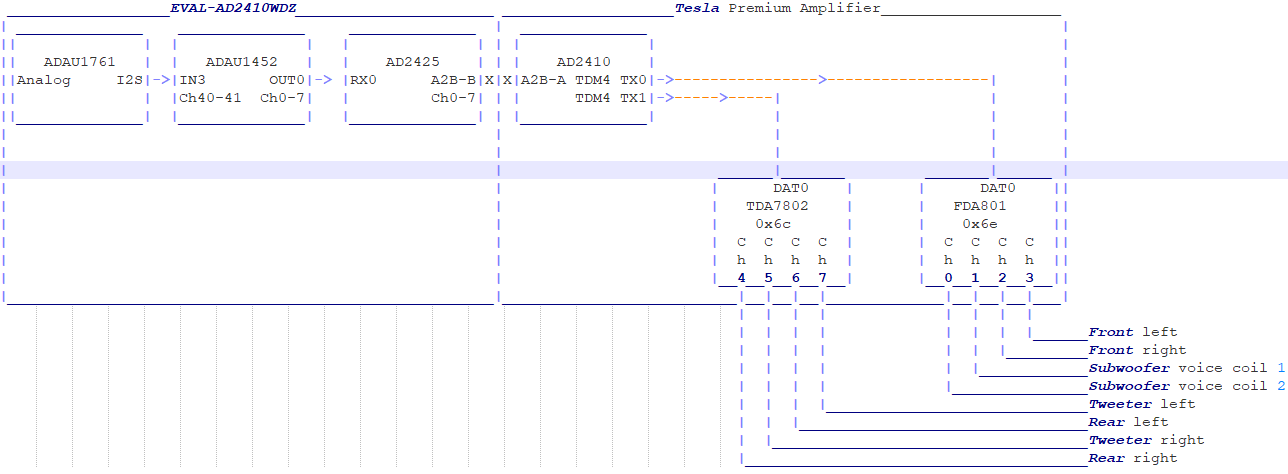 EVAL-AD2410WDZ Tesla Premium Amplifier
ADAU1761 ADAU1452 AD2425 AD2410
Analog I2S -> IN3 OUT0 -> RX0 A2B-B X X A2B-A TDM4 TX0 ->---------------->------------------
Ch40-41 Ch0-7 Ch0-7 TDM4 TX1 ->----->-----
DAT0 DAT0
TDA7802 FDA801
0x6c 0x6e
C C C C C C C C
h h h h h h h h
4 5 6 7 0 1 2 3
Front left
Front right
Subwoofer voice coil 1
Subwoofer voice coil 2
Tweeter left
Rear left
Tweeter right
Rear right